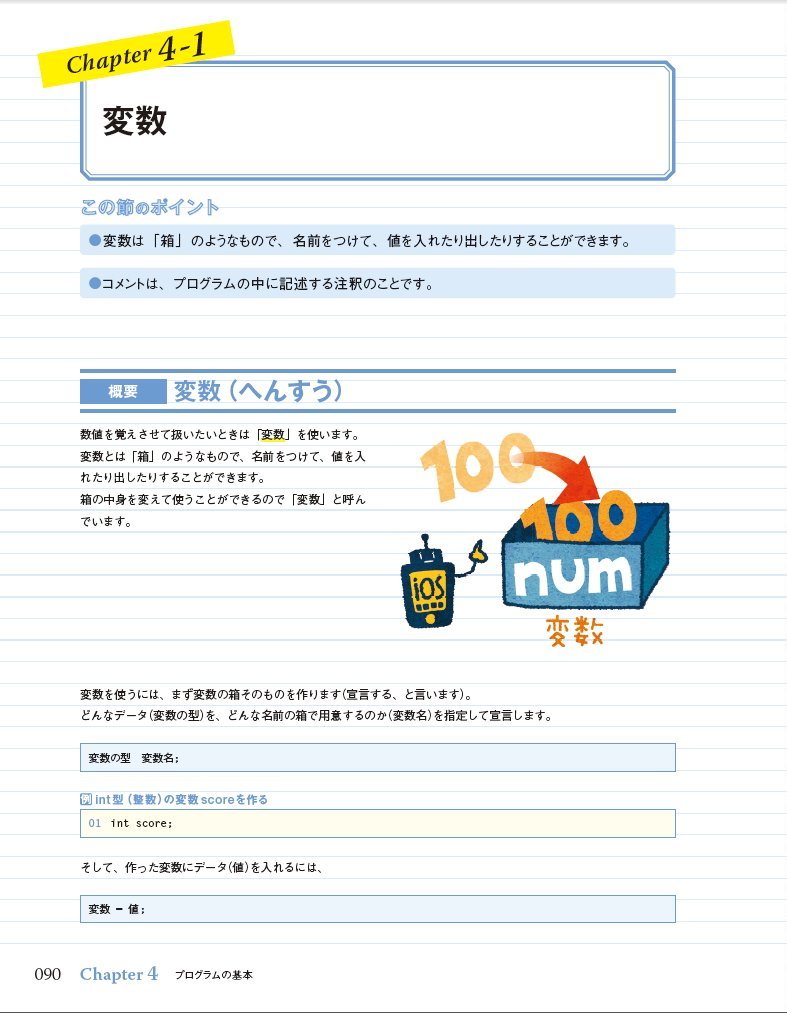 Chapter 4-1
変数
この節のポイント
●変数は「箱」のようなもので、名前をつけて、値を入れたり出したりすることができます。
●コメントは、プログラムの中に記述する注釈のことです。
概要 変数（へんすう）
数値を覚えさせて扱いたいときは「変数」を使います。
変数とは「箱」のようなもので、名前をつけて、値を入
れたり出したりすることができます。
箱の中身を変えて使うことができるので「変数」と呼ん
でいます。
100
100
num
iOS
変数
変数を使うには、まず変数の箱そのものを作ります(宣言する、と言います)。
どんなデータ(変数の型)を、どんな名前の箱で用意するのか(変数名)を指定して宣言します。
変数の型　変数名;
例 int型（整数）の変数scoreを作る
01 int score;
そして、作った変数にデータ(値)を入れるには、
変数 = 値;
090 Chapter 4 プログラムの基本